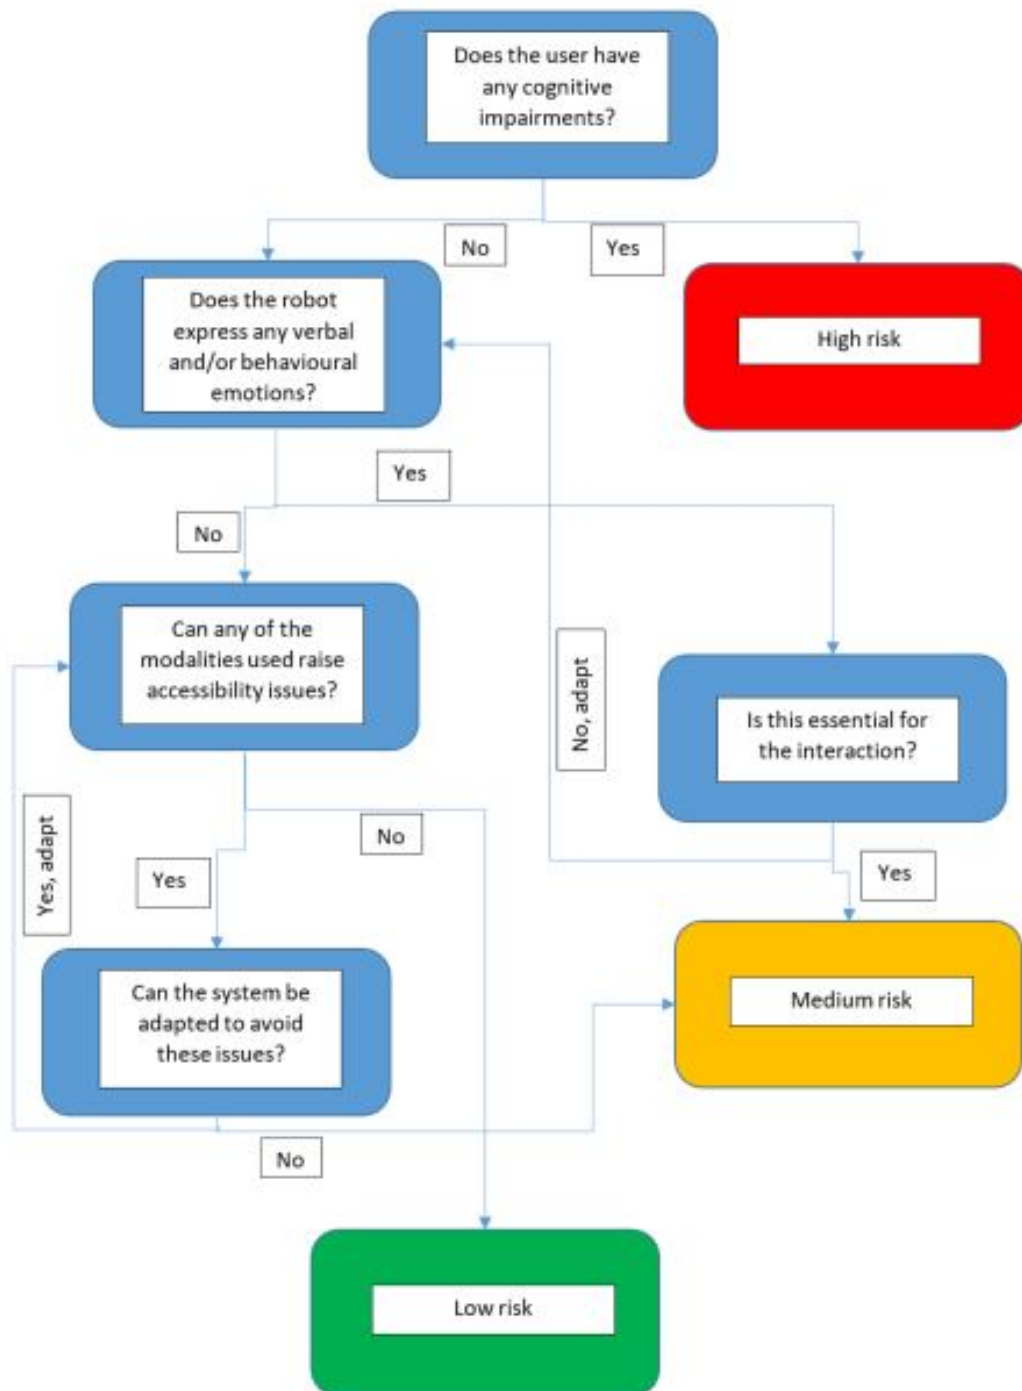 Does the user have
any cognitive
impairments?
No
Yes
Does the robot
express any verbal
and/or behavioural
emotions?
High risk
Yes
No
Can any of the
modalities used raise
accessibility issues?
No, adapt
Is this essential for
the interaction?
Yes, adapt
No
Yes
Yes
Can the system be
adapted to avoid
these issues?
Medium risk
No
Low risk